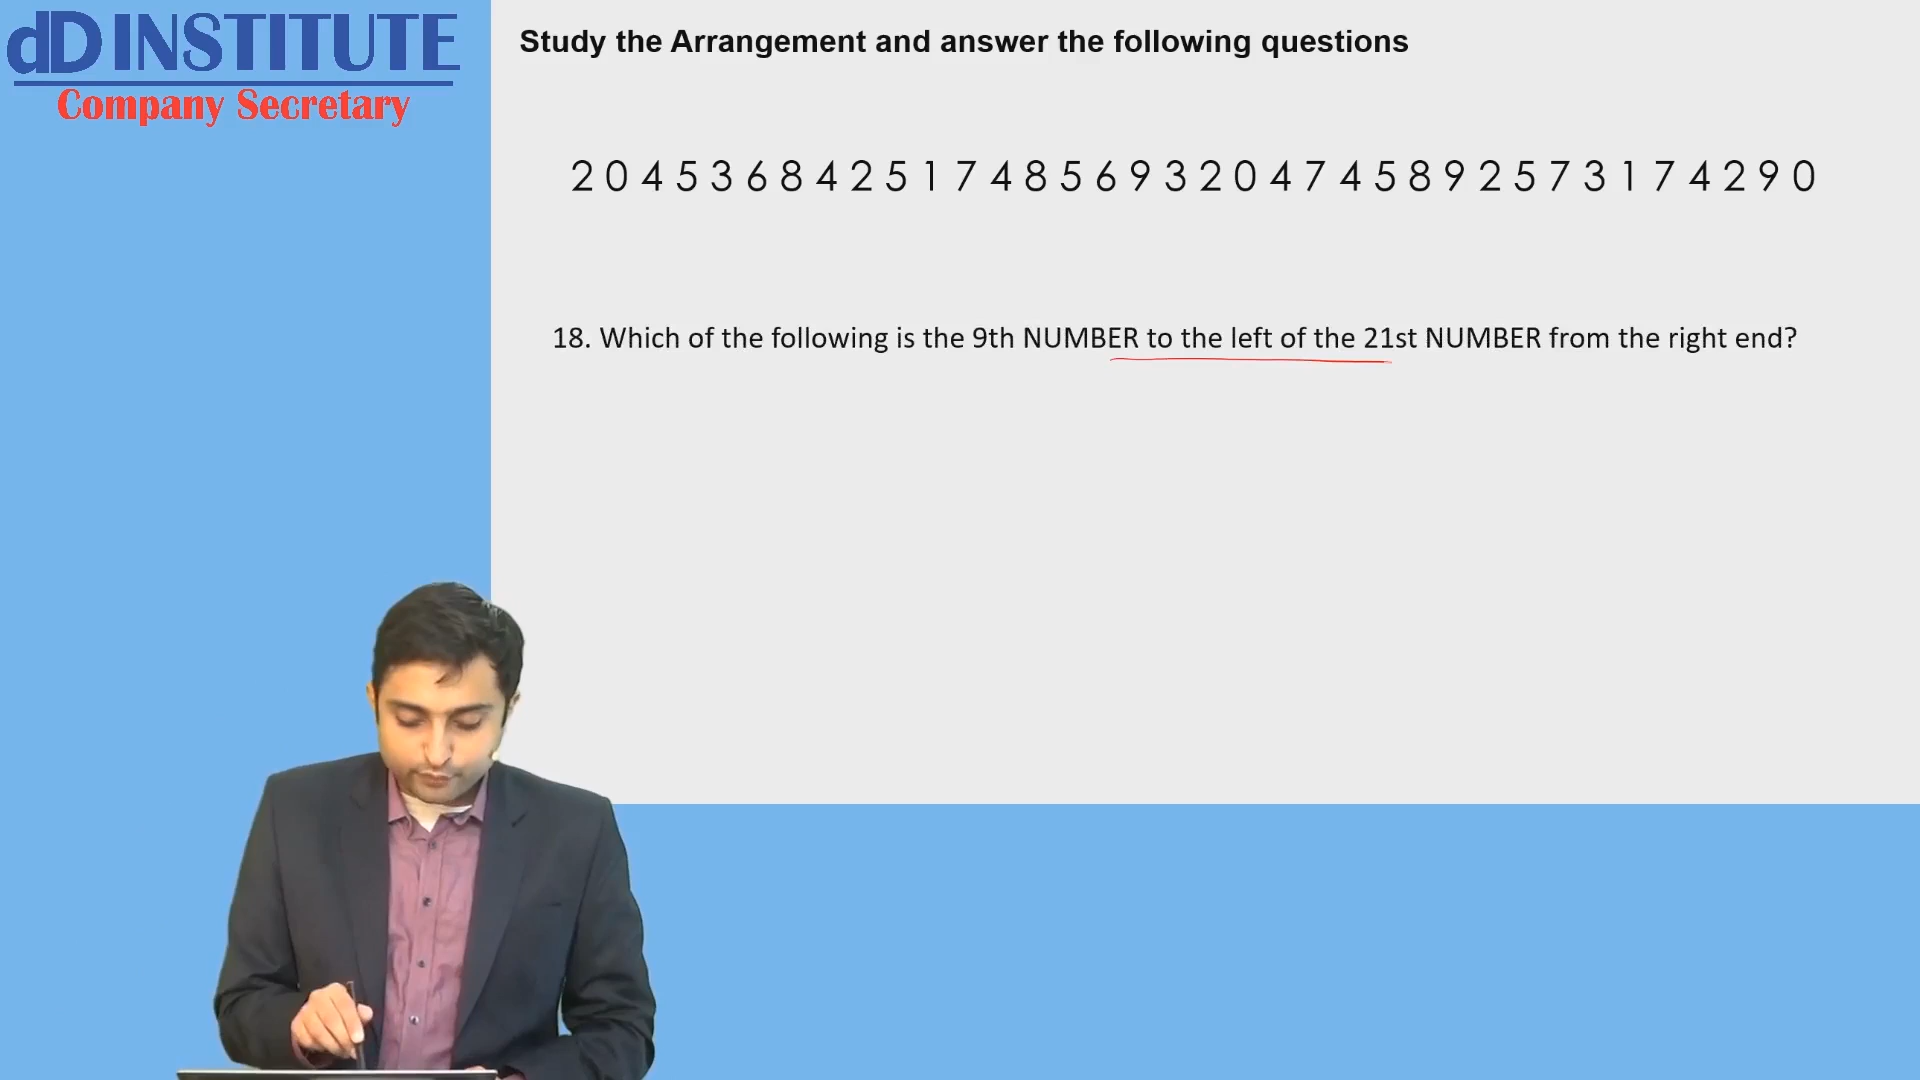 dD INSTITUTE
Company Secretary
Study the Arrangement and answer the following questions
2 0 4 5 3 6 8 4 2 5 1 7 4 8 5 6 9 3 2 0 4 7 4 5 8 9 2 5 7 3 1 7 4 2 9 0
18. Which of the following is the 9th NUMBER to the left of the 21st NUMBER from the right end?